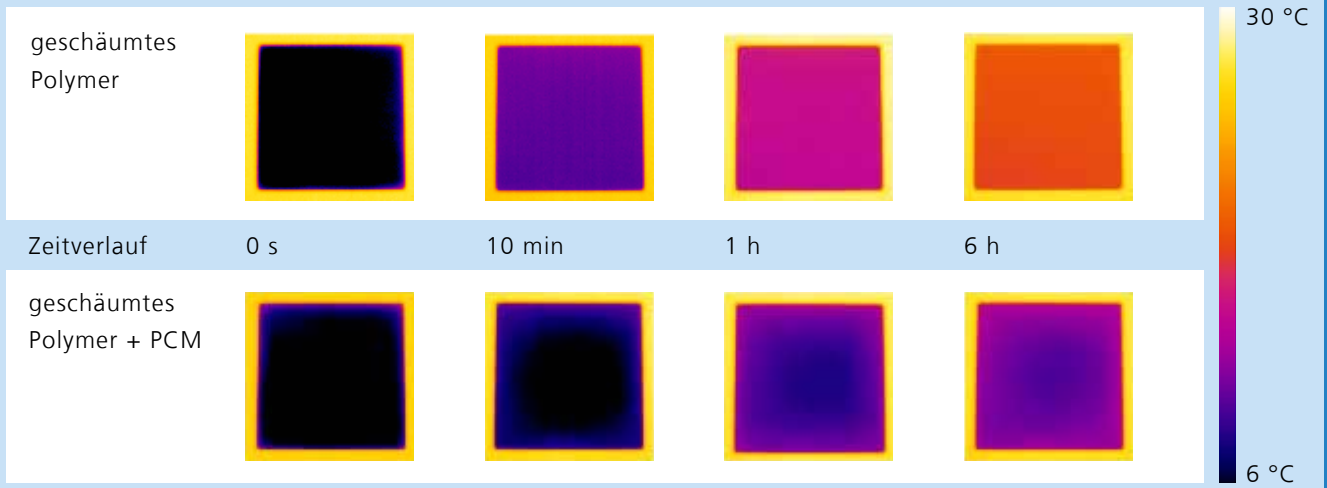 geschäumtes
Polymer
Zeitverlauf 0 s 10 min 1 h 6 h
geschäumtes
Polymer + PCM
30 °C
6 °C